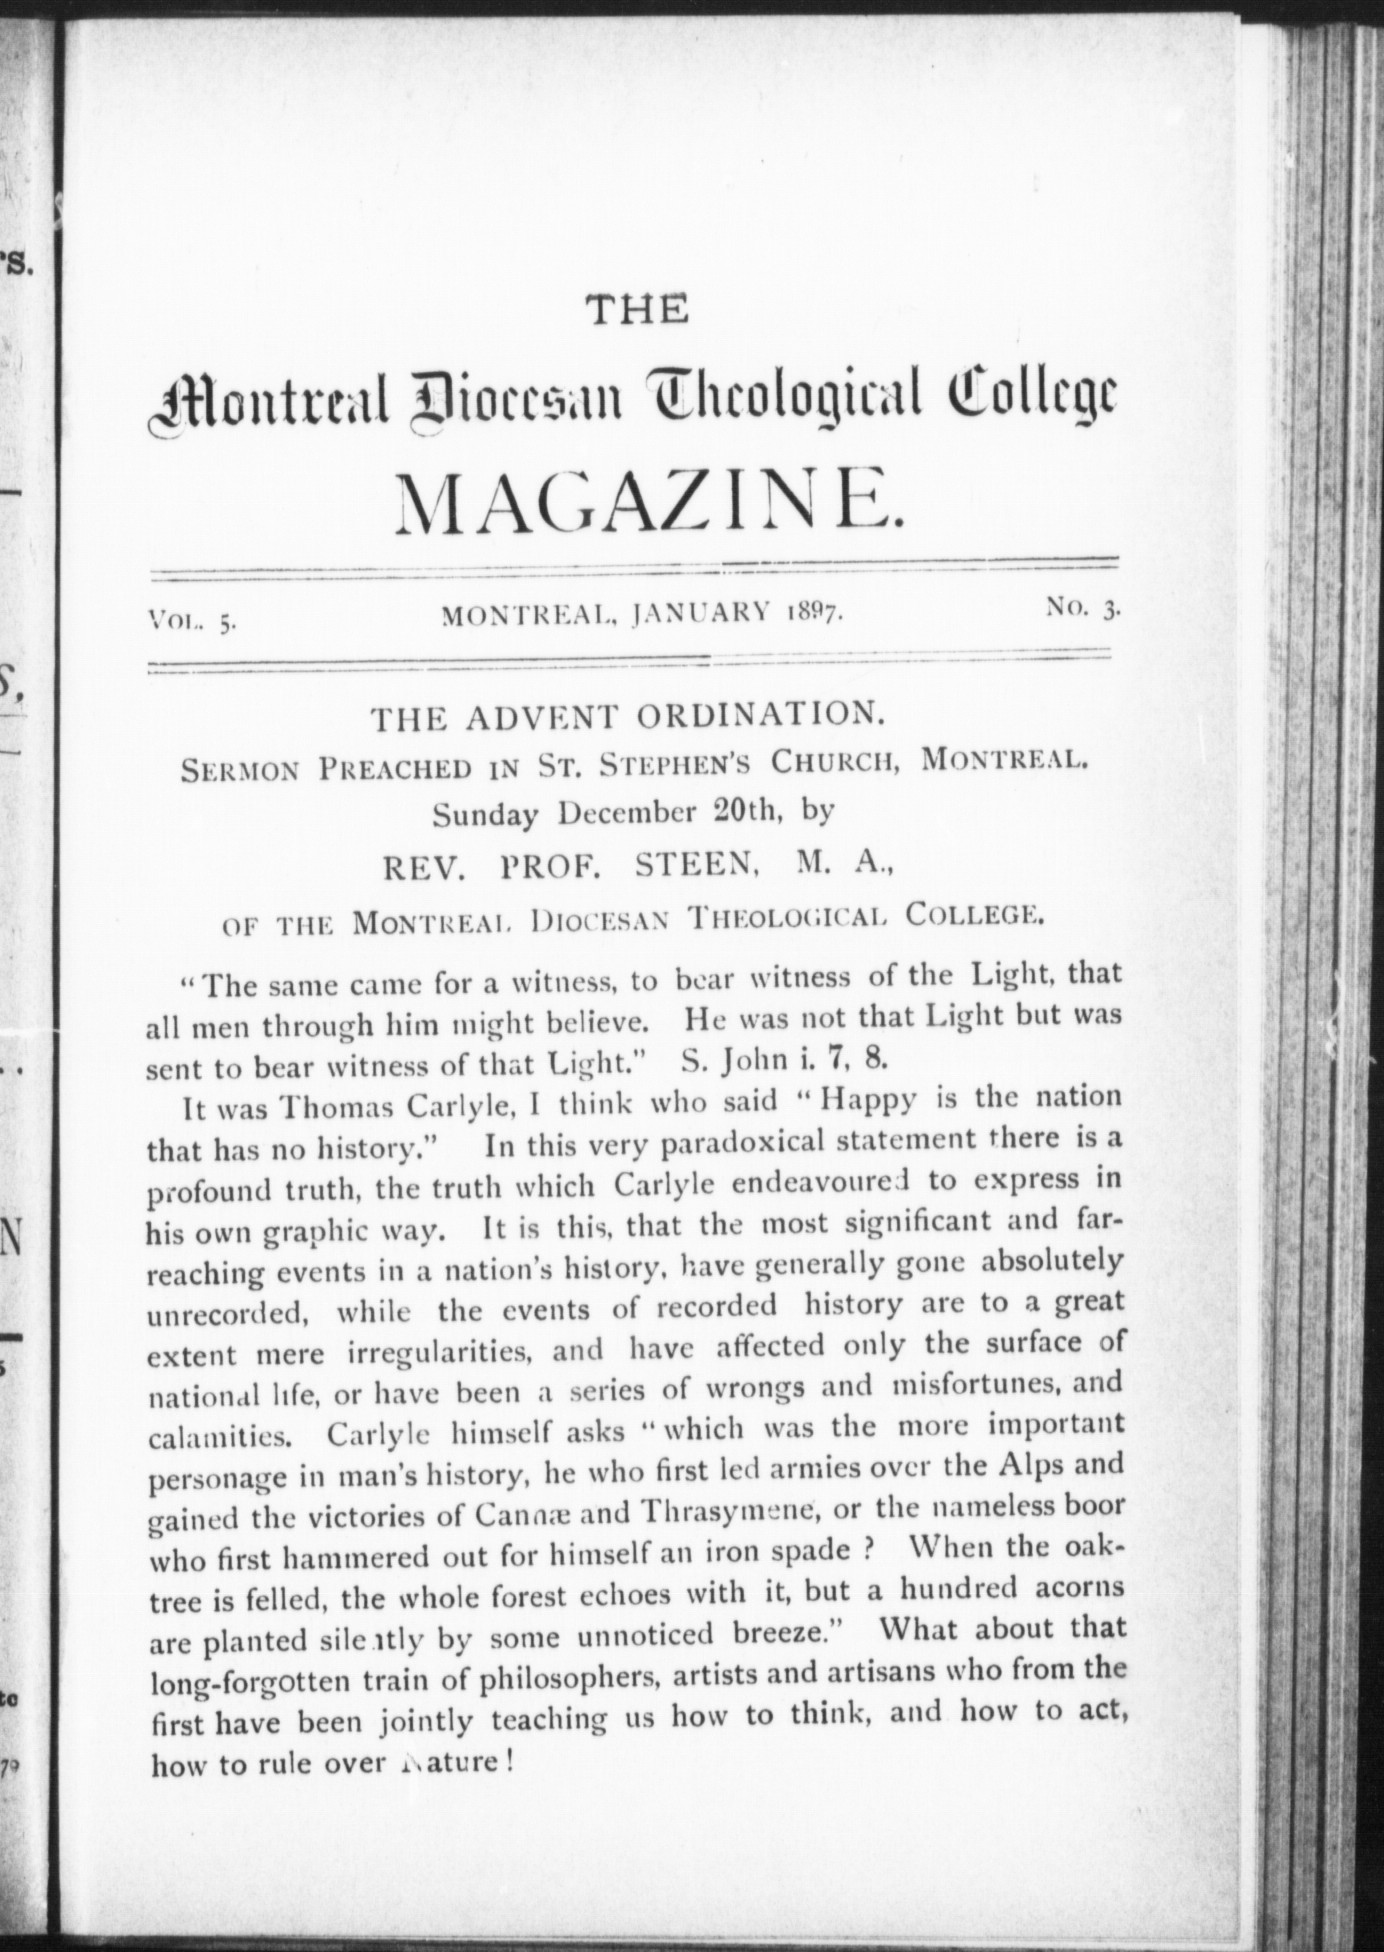 THE
Montreal Diocesan Theological College
MAGAZINE.
VOL. 5.
MONTREAL, JANUARY 1897.
No. 3.
THE ADVENT ORDINATION.
SERMON PREACHED IN ST. STEPHEN'S CHURCH, MONTREAL.
Sunday December 20th, by
REV. PROF. STEEN, M. A.,
OF THE MONTREAL DIOCESAN THEOLOGICAL COLLEGE.
"The same came for a witness, to bear witness of the Light, that
all men through him might believe. He was not that Light but was
sent to bear witness of that Light." S. John i. 7, 8.
It was Thomas Carlyle, I think who said "Happy is the nation
that has no history." In this very paradoxical statement there is a
profound truth, the truth which Carlyle endeavoured to express in
his own graphic way. It is this, that the most significant and far-
reaching events in a nation's history, have generally gone absolutely
unrecorded, while the events of recorded history are to a great
extent mere irregularities, and have affected only the surface of
national life, or have been a series of wrongs and misfortunes, and
calamities. Carlyle himself asks "which was the more important
personage in man's history, he who first led armies over the Alps and
gained the victories of Cannæ and Thrasymene, or the nameless boor
who first hammered out for himself an iron spade ? When the oak-
tree is felled, the whole forest echoes with it, but a hundred acorns
are planted silently by some unnoticed breeze." What about that
long-forgotten train of philosophers, artists and artisans who from the
first have been jointly teaching us how to think, and how to act,
how to rule over Nature !